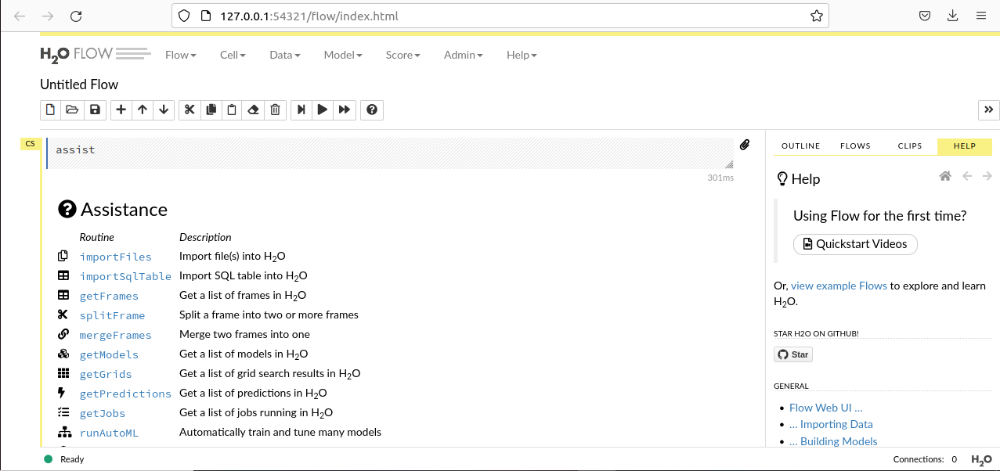 127.0.0.1:54321/flow/index.html
H2O FLOW Flow Cell Data Model Score Admin Help
Untitled Flow
CS
assist
301ms
Assistance
Routine Description
importFiles Import file(s) into H2O
importSqlTable Import SQL table into H2O
getFrames Get a list of frames in H2O
splitFrame Split a frame into two or more frames
mergeFrames Merge two frames into one
getModels Get a list of models in H2O
getGrids Get a list of grid search results in H2O
getPredictions Get a list of predictions in H2O
getJobs Get a list of jobs running in H2O
runAutoML Automatically train and tune many models
OUTLINE FLOWS CLIPS HELP
Help
Using Flow for the first time?
Quickstart Videos
Or, view example Flows to explore and learn
H2O.
STAR H2O ON GITHUB!
Star
GENERAL
• Flow Web UI ...
• ... Importing Data
• ... Building Models
Ready
Connections: 0 H2O